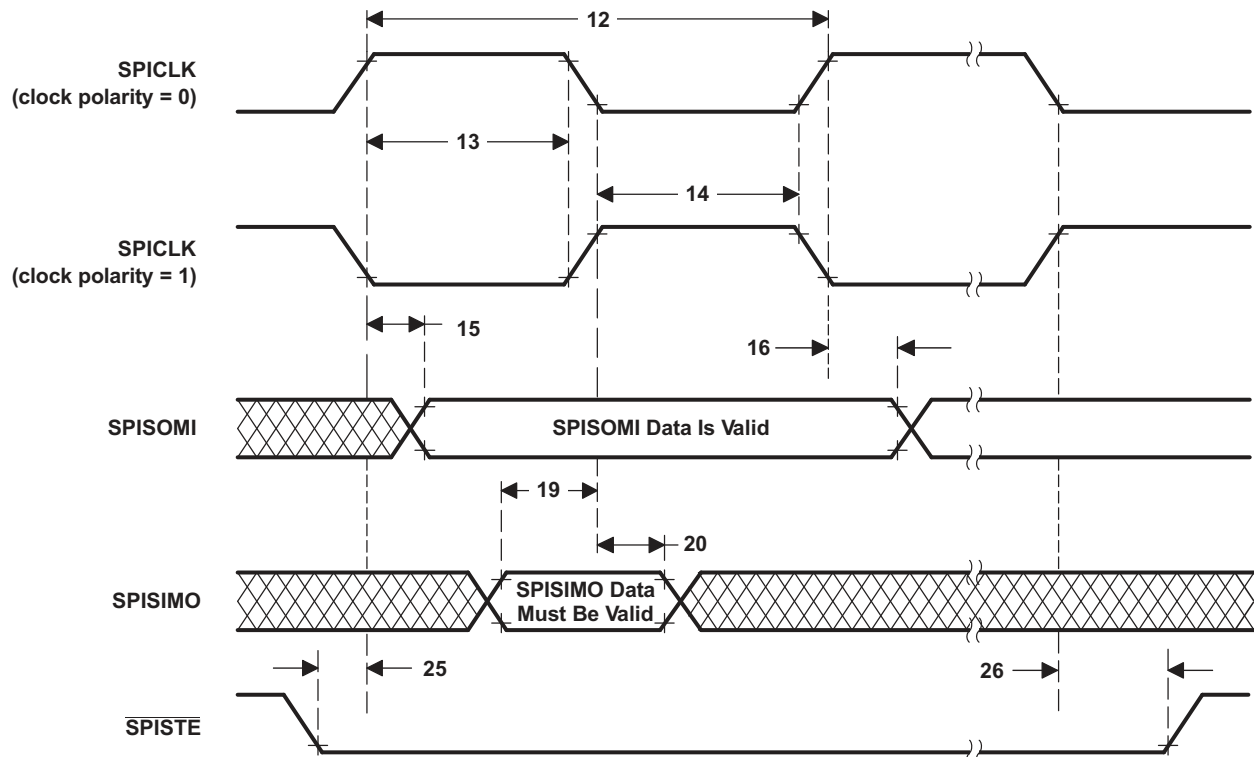 12
SPICLK
(clock polarity = 0)
13
14
SPICLK
(clock polarity = 1)
15
16
SPISOMI
SPISOMI Data Is Valid
19
20
SPISIMO
SPISIMO Data
Must Be Valid
25
26
SPISTE